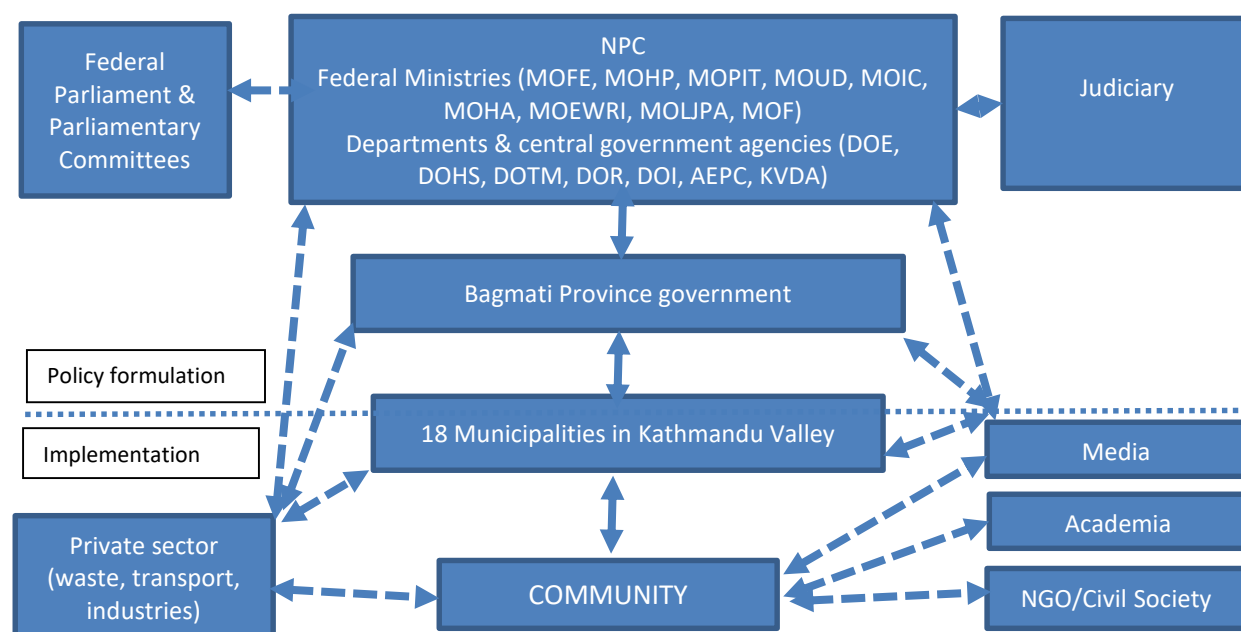 Federal
Parliament &
Parliamentary
Committees
NPC
Federal Ministries (MOFE, MOHP, MOPIT, MOUD, MOIC,
MOHA, MOEWRI, MOLJPA, MOF)
Departments & central government agencies (DOE,
DOHS, DOTM, DOR, DOI, AEPC, KVDA)
Judiciary
Bagmati Province government
Policy formulation
18 Municipalities in Kathmandu Valley
Implementation
Media
Private sector
(waste, transport,
industries)
COMMUNITY
Academia
NGO/Civil Society